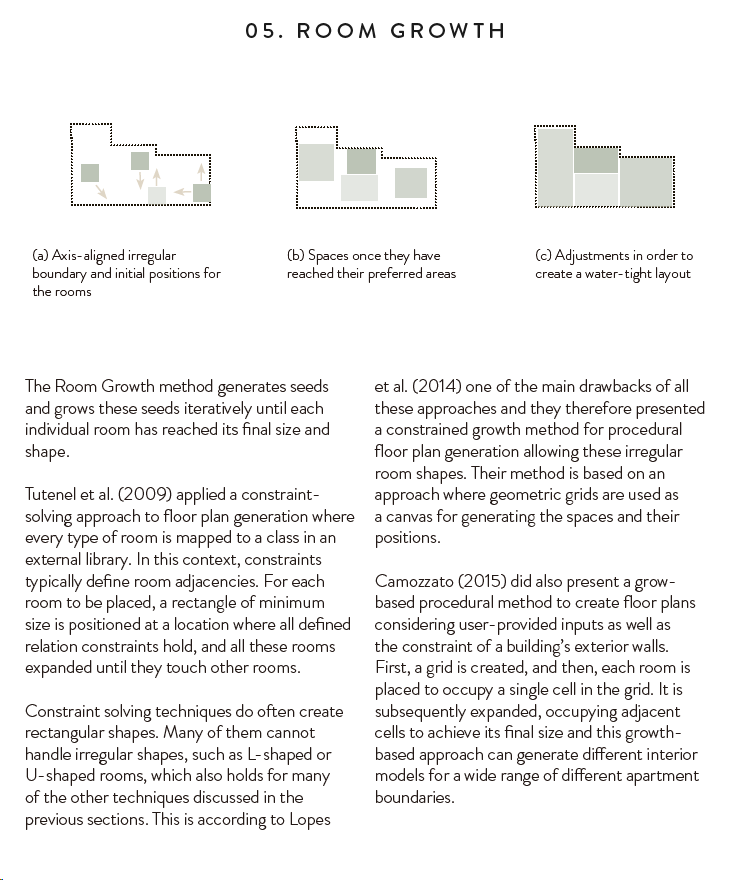 05. ROOM GROWTH
(a) Axis-aligned irregular
boundary and initial positions for
the rooms
(b) Spaces once they have
reached their preferred areas
(c) Adjustments in order to
create a water-tight layout
The Room Growth method generates seeds
and grows these seeds iteratively until each
individual room has reached its final size and
shape.
Tutenel et al. (2009) applied a constraint-
solving approach to floor plan generation where
every type of room is mapped to a class in an
external library. In this context, constraints
typically define room adjacencies. For each
room to be placed, a rectangle of minimum
size is positioned at a location where all defined
relation constraints hold, and all these rooms
expanded until they touch other rooms.
Constraint solving techniques do often create
rectangular shapes. Many of them cannot
handle irregular shapes, such as L-shaped or
U-shaped rooms, which also holds for many
of the other techniques discussed in the
previous sections. This is according to Lopes
et al. (2014) one of the main drawbacks of all
these approaches and they therefore presented
a constrained growth method for procedural
floor plan generation allowing these irregular
room shapes. Their method is based on an
approach where geometric grids are used as
a canvas for generating the spaces and their
positions.
Camozzato (2015) did also present a grow-
based procedural method to create floor plans
considering user-provided inputs as well as
the constraint of a building's exterior walls.
First, a grid is created, and then, each room is
placed to occupy a single cell in the grid. It is
subsequently expanded, occupying adjacent
cells to achieve its final size and this growth-
based approach can generate different interior
models for a wide range of different apartment
boundaries.